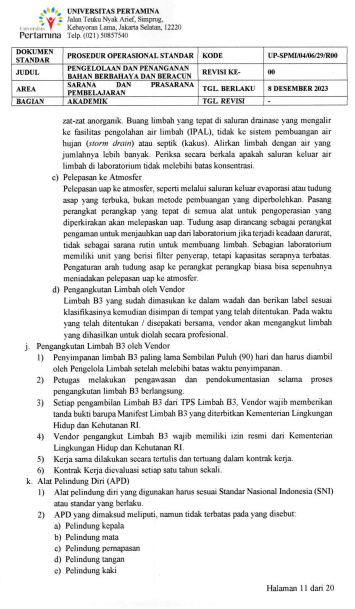 UNIVERSITAS PERTAMINA
Jalan Teuku Nyak Arief, Simprug,
Kebayoran Lama, Jakarta Selatan, 12220
Telp. (021) 50857540
UNIVERSITAS
Pertamina
DOKUMEN STANDAR PROSEDUR OPERASIONAL STANDAR KODE UP-SPMI/04/06/29/R00
JUDUL PENGELOLAAN DAN PENANGANAN BAHAN BERBAHAYA DAN BERACUN REVISI KE- 00
AREA SARANA DAN PRASARANA PEMBELAJARAN TGL. BERLAKU 8 DESEMBER 2023
BAGIAN AKADEMIK TGL. REVISI -
zat-zat anorganik. Buang limbah yang tepat di saluran drainase yang mengalir
ke fasilitas pengolahan air limbah (IPAL), tidak ke sistem pembuangan air
hujan (storm drain) atau septik (kakus). Alirkan limbah dengan air yang
jumlahnya lebih banyak. Periksa secara berkala apakah saluran keluar air
limbah di laboratorium tidak melebihi batas konsentrasi.
c) Pelepasan ke Atmosfer
Pelepasan uap ke atmosfer, seperti melalui saluran keluar evaporasi atau tudung
asap yang terbuka, bukan metode pembuangan yang diperbolehkan. Pasang
perangkat perangkap yang tepat di semua alat untuk pengoperasian yang
diperkirakan akan melepaskan uap. Tudung asap dirancang sebagai perangkat
pengaman untuk menjauhkan uap dari laboratorium jika terjadi keadaan darurat,
tidak sebagai sarana rutin untuk membuang limbah. Sebagian laboratorium
memiliki unit yang berisi filter penyerap, tetapi kapasitas serapnya terbatas.
Pengaturan arah tudung asap ke perangkat perangkap biasa bisa sepenuhnya
meniadakan pelepasan uap ke atmosfer.
d) Pengangkutan Limbah oleh Vendor
Limbah B3 yang sudah dimasukan ke dalam wadah dan berikan label sesuai
klasifikasinya kemudian disimpan di tempat yang telah ditentukan. Pada waktu
yang telah ditentukan / disepakati bersama, vendor akan mengangkut limbah
yang dihasilkan untuk diolah secara profesional.
j. Pengangkutan Limbah B3 oleh Vendor
1) Penyimpanan limbah B3 paling lama Sembilan Puluh (90) hari dan harus diambil
oleh Pengelola Limbah setelah melebihi batas waktu penyimpanan.
2) Petugas melakukan pengawasan dan pendokumentasian selama proses
pengangkutan limbah B3 berlangsung.
3) Setiap pengambilan Limbah B3 dari TPS Limbah B3, Vendor wajib memberikan
tanda bukti barupa Manifest Limbah B3 yang diterbitkan Kementerian Lingkungan
Hidup dan Kehutanan RI.
4) Vendor pengangkut Limbah B3 wajib memiliki izin resmi dari Kementerian
Lingkungan Hidup dan Kehutanan RI.
5) Kerja sama dilakukan secara tertulis dan tertuang dalam kontrak kerja.
6) Kontrak Kerja dievaluasi setiap satu tahun sekali.
k. Alat Pelindung Diri (APD)
1) Alat pelindung diri yang digunakan harus sesuai Standar Nasional Indonesia (SNI)
atau standar yang berlaku.
2) APD yang dimaksud meliputi, namun tidak terbatas pada yang disebut:
a) Pelindung kepala
b) Pelindung mata
c) Pelindung pernapasan
d) Pelindung tangan
e) Pelindung kaki
Halaman 11 dari 20